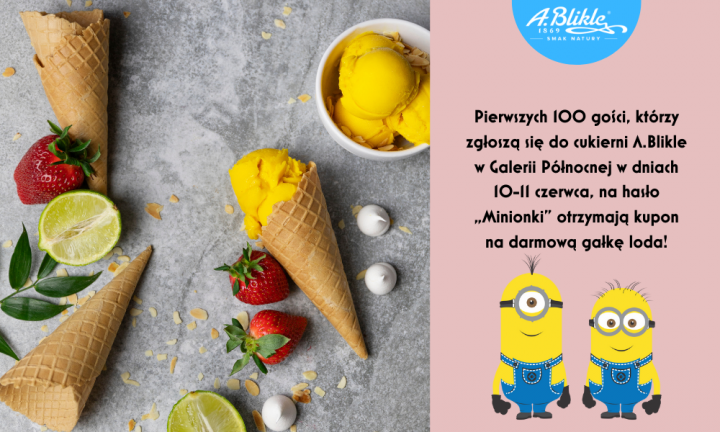 A.Blikle
1869
SMAK NATURY
Pierwszych 100 gości, którzy
zgłoszą się do cukierni A.Blikle
w Galerii Północnej w dniach
10-11 czerwca, na hasło
„Minionki” otrzymają kupon
na darmową gałkę loda!